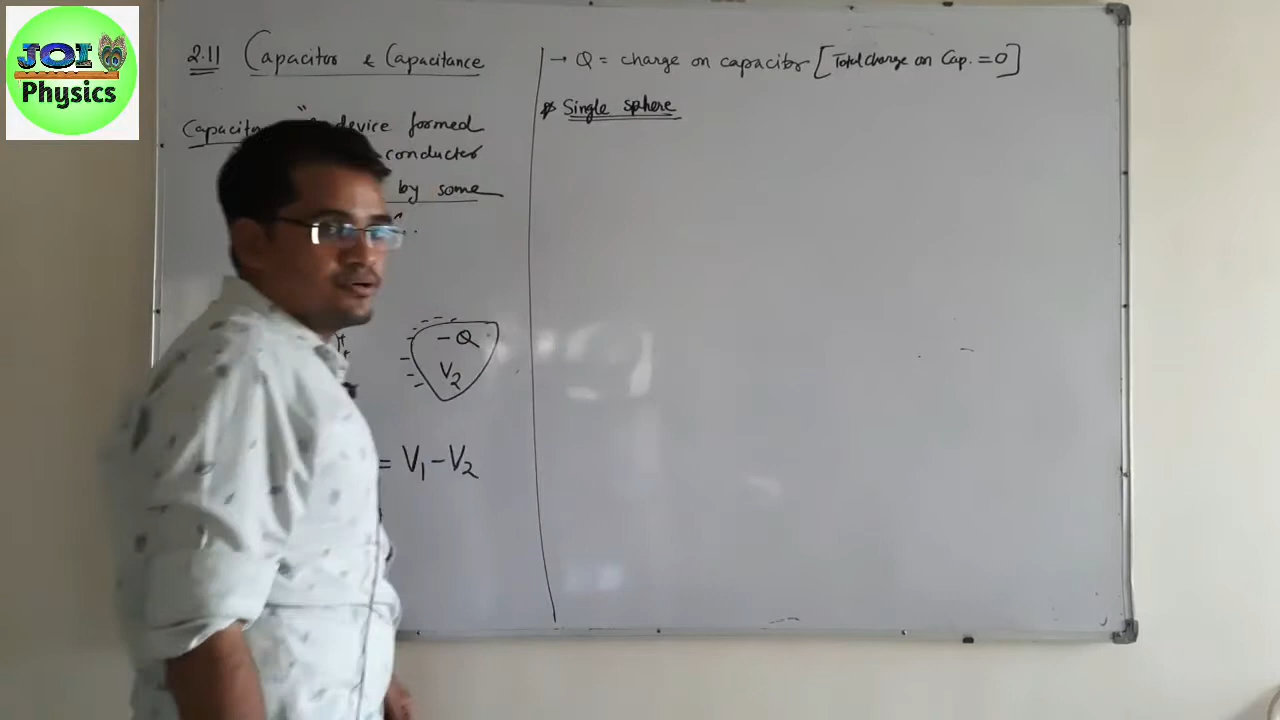 JOI
Physics
2.11 Capacitor & Capacitance
Capacitor " device formed
conductor
by some
+
+
- Q
V2
= V1 - V2
→ Q = charge on capacitor [Total charge on Cap. = 0]
* Single sphere